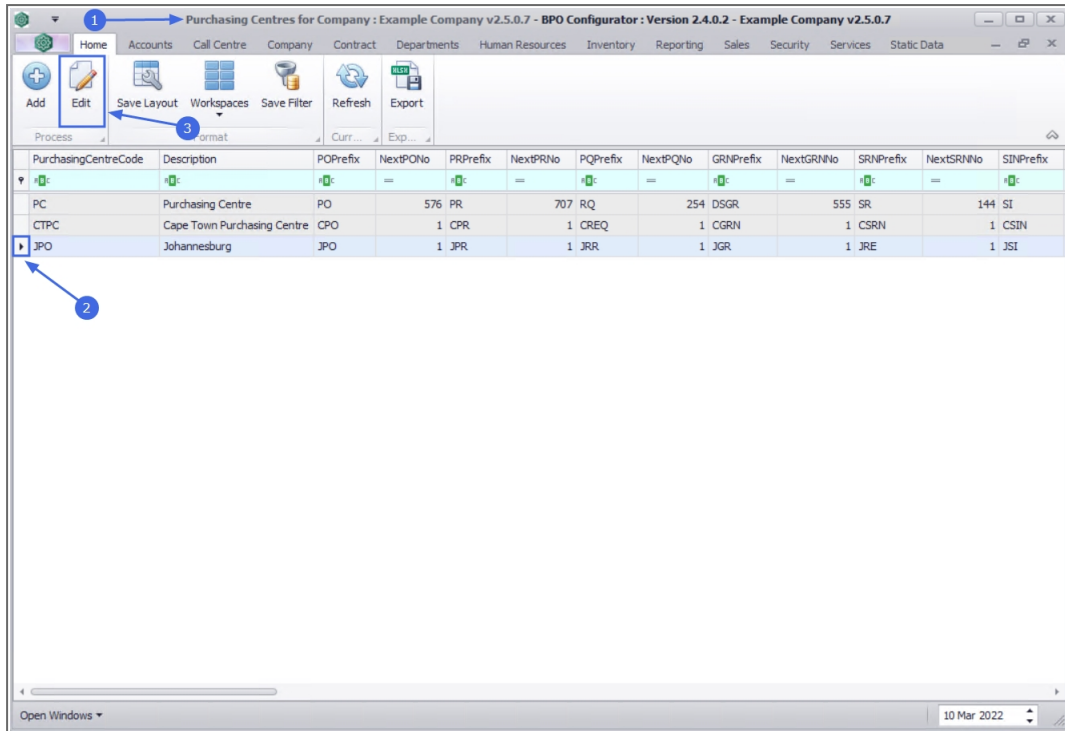 1
Purchasing Centres for Company : Example Company v2.5.0.7 - BPO Configurator : Version 2.4.0.2 - Example Company v2.5.0.7
Home Accounts Call Centre Company Contract Departments Human Resources Inventory Reporting Sales Security Services Static Data
Add Edit Save Layout Workspaces Save Filter Refresh Export
3
Process Format Curr... Exp...
PurchasingCentreCode Description POPrefix NextPONo PRPrefix NextPRNo PQPrefix NextPQNo GRNPrefix NextGRNNo SRNPrefix NextSRNNo SINPrefix
PC Purchasing Centre PO 576 PR 707 RQ 254 DSGR 555 SR 144 SI
CTPC Cape Town Purchasing Centre CPO 1 CPR 1 CREQ 1 CGRN 1 CSRN 1 CSIN
JPO Johannesburg JPO 1 JPR 1 JRR 1 JGR 1 JRE 1 JSI
2
Open Windows 10 Mar 2022